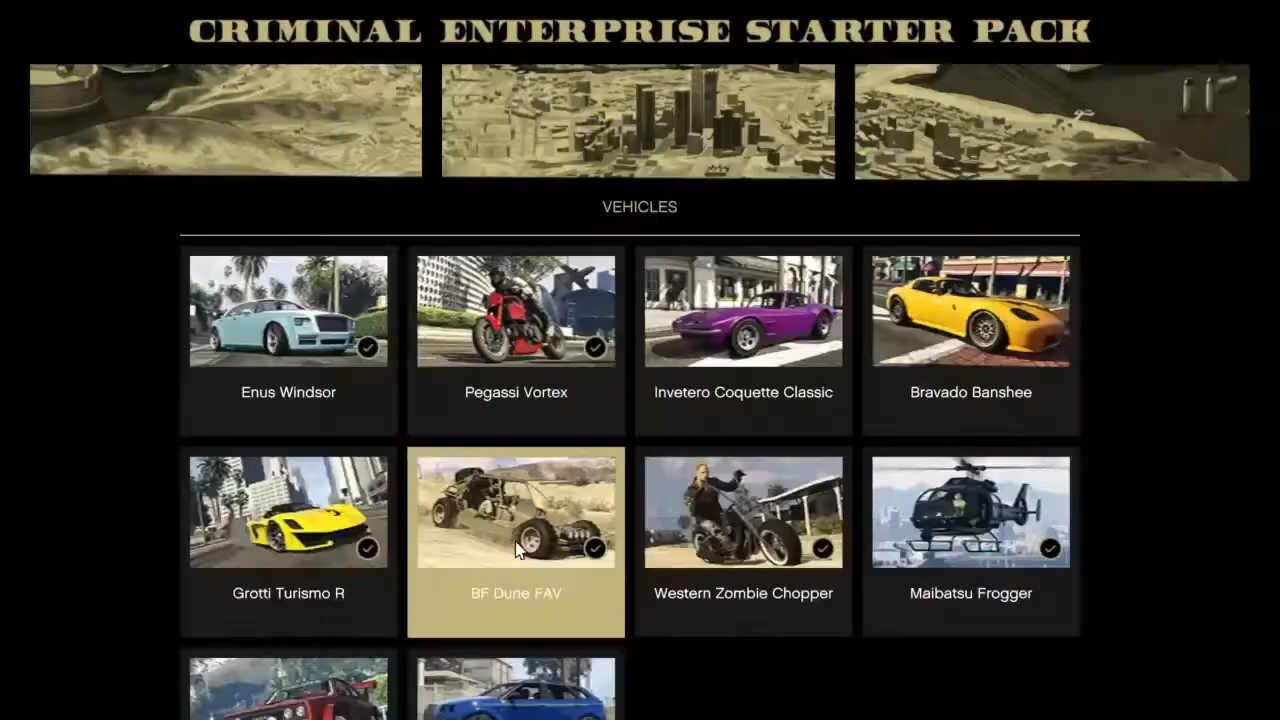 CRIMINAL ENTERPRISE STARTER PACK
VEHICLES
Enus Windsor
Pegassi Vortex
Invetero Coquette Classic
Bravado Banshee
Grotti Turismo R
BF Dune FAV
Western Zombie Chopper
Maibatsu Frogger